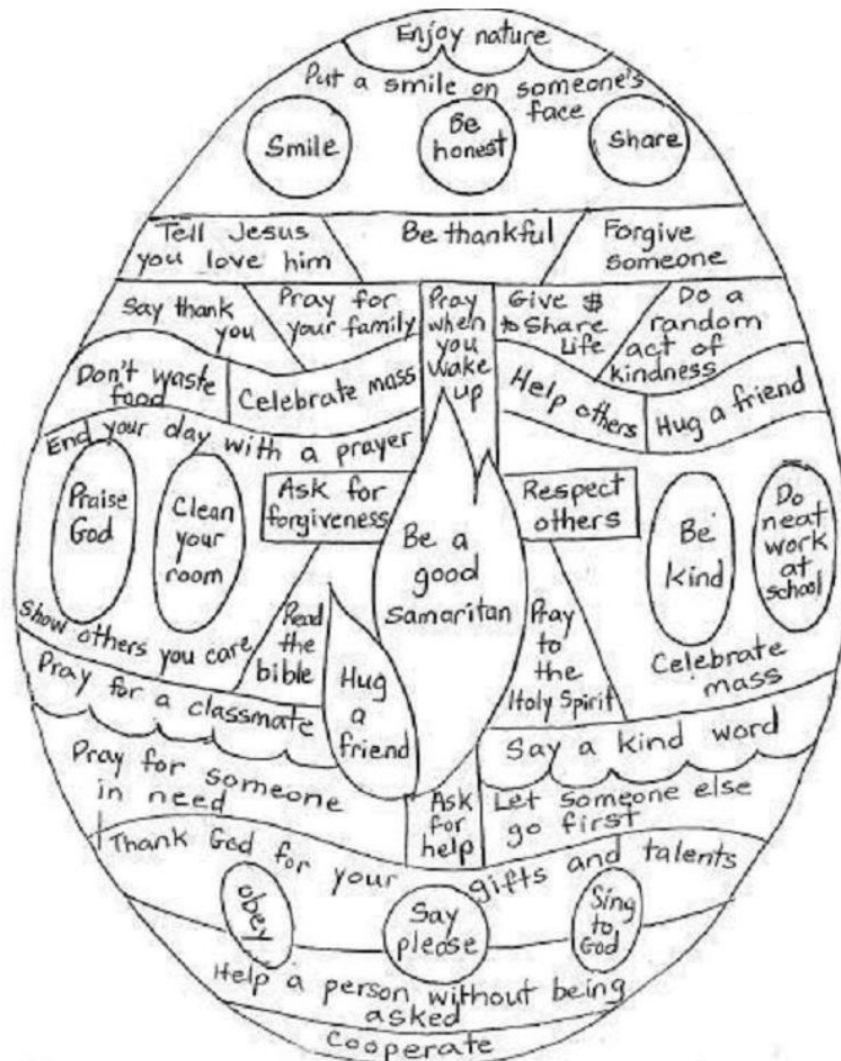 Enjoy nature
Put a smile on someone's
face
Smile
Be
honest
Share
Tell Jesus
you love him
Be thankful
Forgive
someone
Say thank
you
Pray for
your family
Pray
when
you
wake
up
Give $
to Share
Life
Do a
random
act of
kindness
Don't waste
food
Celebrate mass
Help others
Hug a friend
End your day with a prayer
Praise
God
Clean
your
room
Ask for
forgiveness
Be a
good
Samaritan
Respect
others
Be
kind
Do
neat
work
at
school
Show others you care
Read
the
bible
Hug
a
friend
Pray
to
the
Holy Spirit
Celebrate
mass
Pray for a classmate
Say a kind word
Pray for someone
in need
Ask
for
help
Let someone else
go first
Thank God for your gifts and talents
obey
Say
please
Sing
to
God
Help a person without being
asked
Cooperate